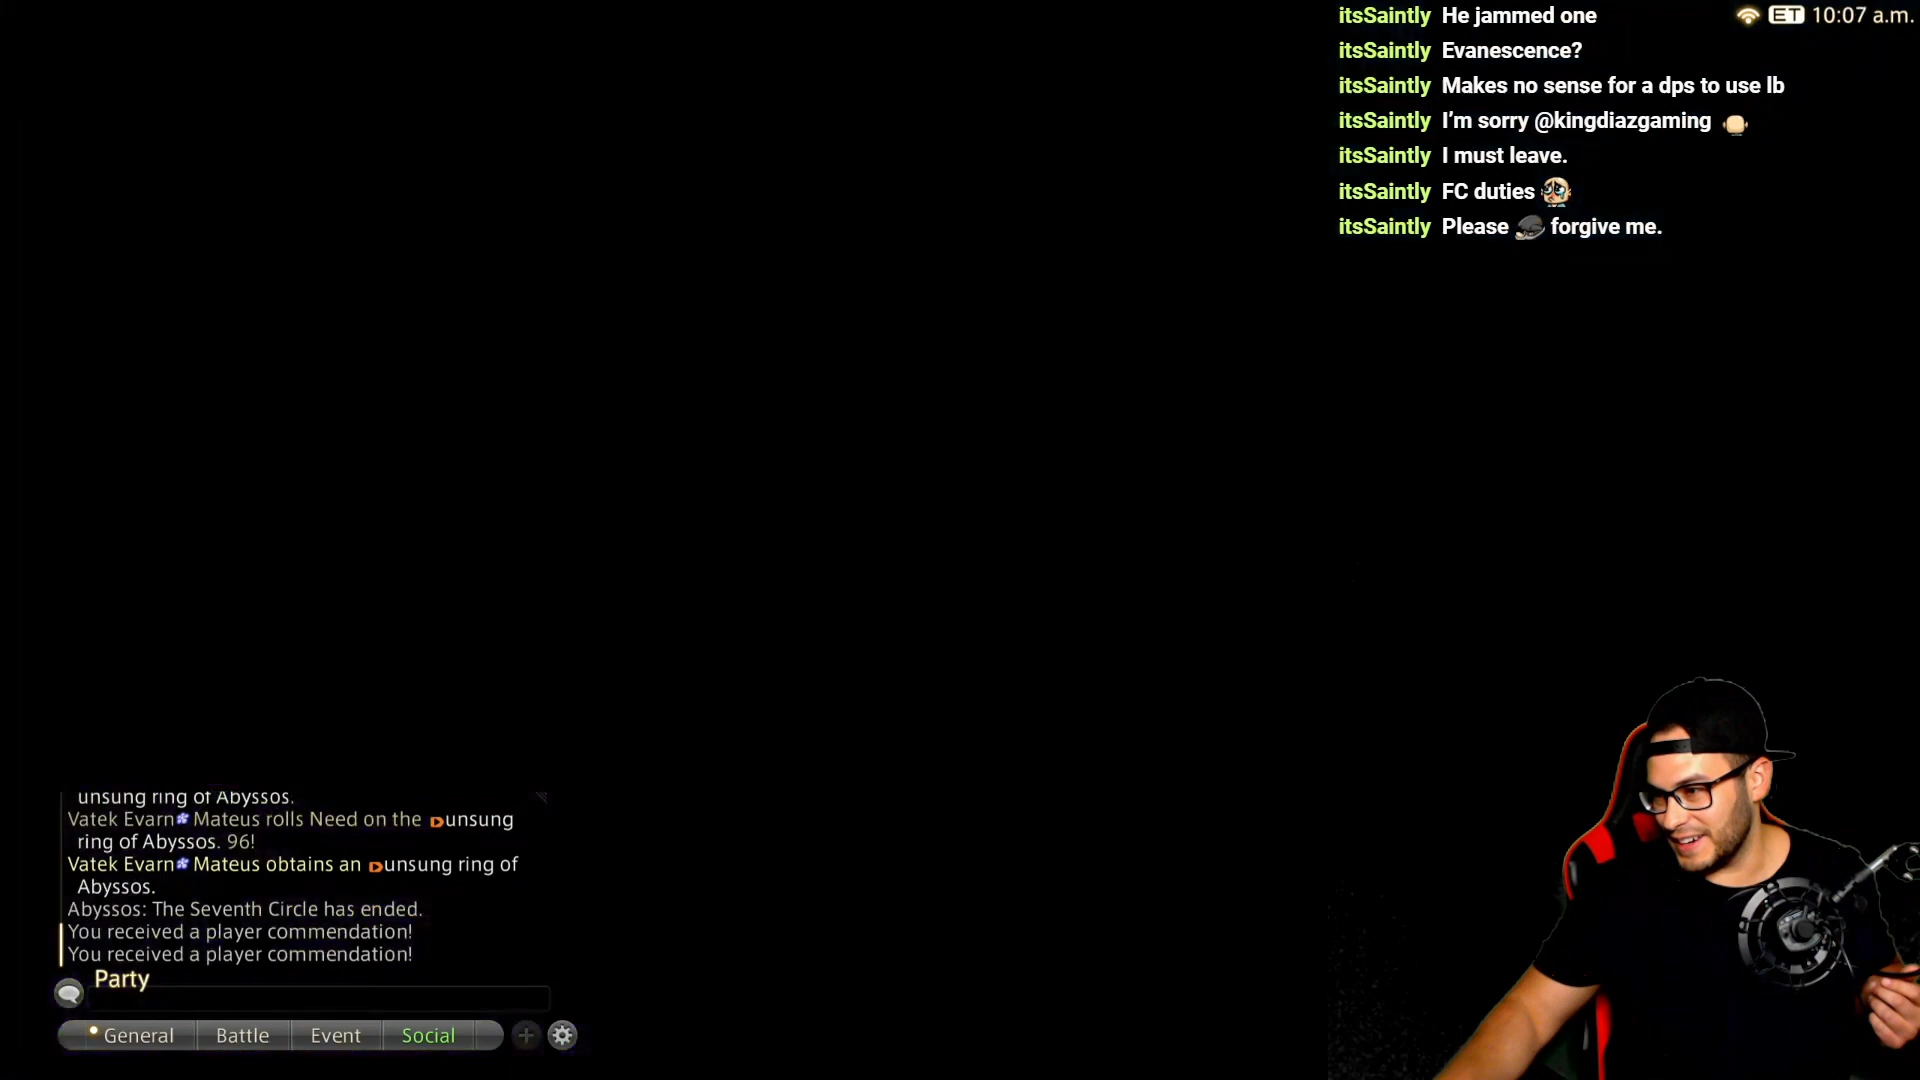 itsSaintly He jammed one
ET 10:07 a.m.
itsSaintly Evanescence?
itsSaintly Makes no sense for a dps to use lb
itsSaintly I’m sorry @kingdiazgaming
itsSaintly I must leave.
itsSaintly FC duties
itsSaintly Please forgive me.
unsung ring of Abyssos.
Vatek Evarn Mateus rolls Need on the unsung
ring of Abyssos. 96!
Vatek Evarn Mateus obtains an unsung ring of
Abyssos.
Abyssos: The Seventh Circle has ended.
You received a player commendation!
You received a player commendation!
Party
General Battle Event Social